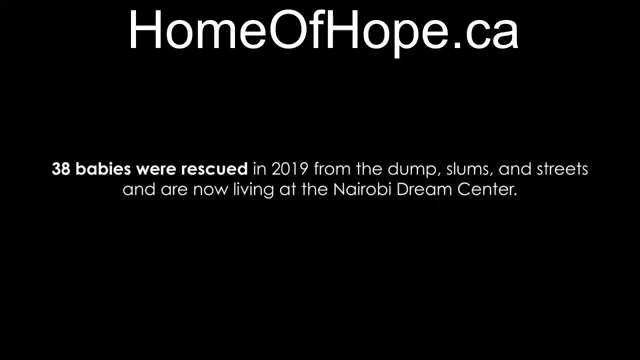 HomeOfHope.ca
38 babies were rescued in 2019 from the dump, slums, and streets
and are now living at the Nairobi Dream Center.